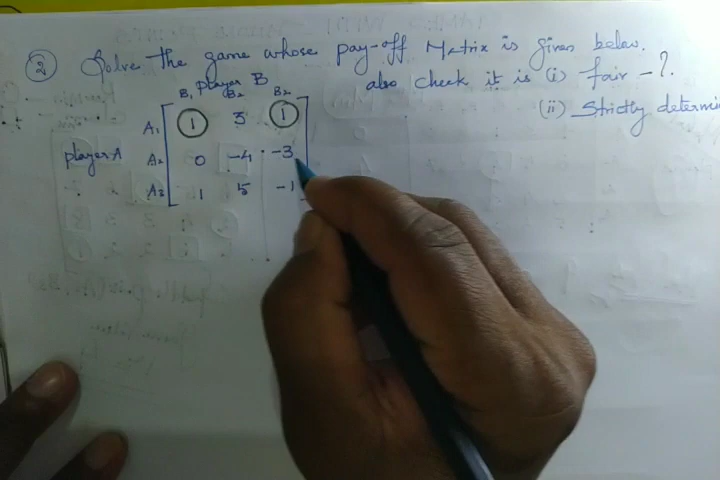 ② Solve the game whose pay-off Matrix is given below.
also check it is (i) fair - ?
(ii) Strictly determi
Player B
B₁ B₂ B₂
A₁ 1 3 1
player A A₂ 0 -4 -3
A₃ 1 5 -1